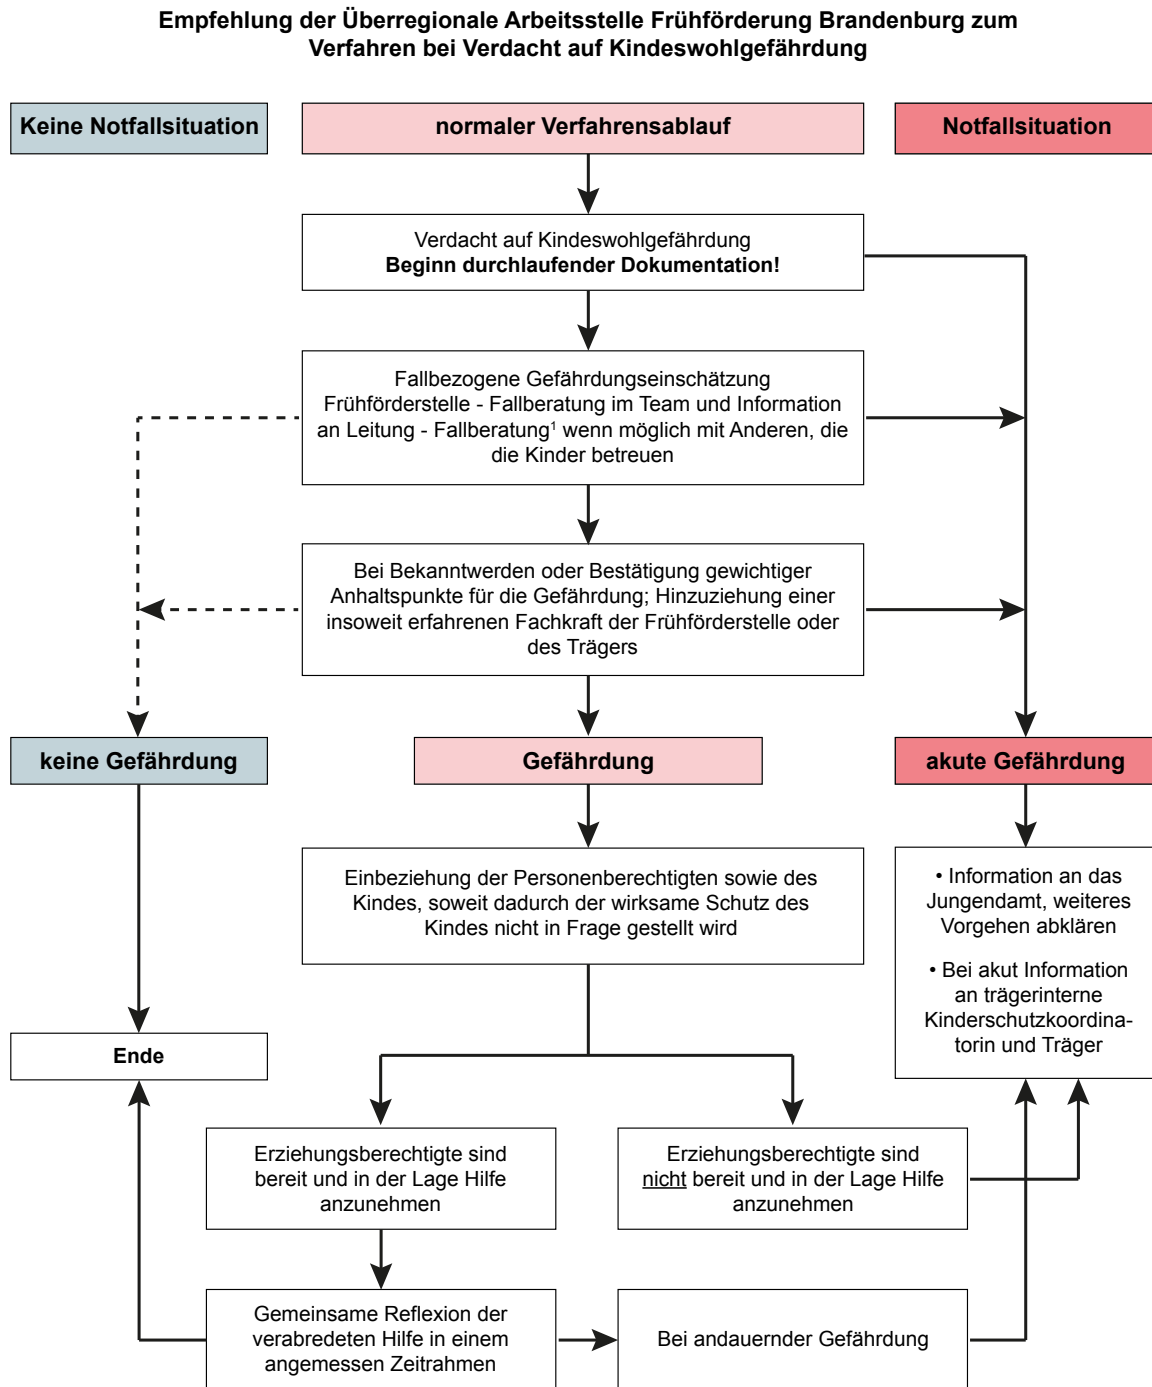 Empfehlung der Überregionale Arbeitsstelle Frühförderung Brandenburg zum
Verfahren bei Verdacht auf Kindeswohlgefährdung
Keine Notfallsituation
normaler Verfahrensablauf
Notfallsituation
Verdacht auf Kindeswohlgefährdung
Beginn durchlaufender Dokumentation!
Fallbezogene Gefährdungseinschätzung
Frühförderstelle - Fallberatung im Team und Information
an Leitung - Fallberatung¹ wenn möglich mit Anderen, die
die Kinder betreuen
Bei Bekanntwerden oder Bestätigung gewichtiger
Anhaltspunkte für die Gefährdung; Hinzuziehung einer
insoweit erfahrenen Fachkraft der Frühförderstelle oder
des Trägers
keine Gefährdung
Gefährdung
akute Gefährdung
Einbeziehung der Personenberechtigten sowie des
Kindes, soweit dadurch der wirksame Schutz des
Kindes nicht in Frage gestellt wird
• Information an das
Jungendamt, weiteres
Vorgehen abklären
• Bei akut Information
an trägerinterne
Kinderschutzkoordina-
torin und Träger
Ende
Erziehungsberechtigte sind
bereit und in der Lage Hilfe
anzunehmen
Erziehungsberechtigte sind
nicht bereit und in der Lage Hilfe
anzunehmen
Gemeinsame Reflexion der
verabredeten Hilfe in einem
angemessen Zeitrahmen
Bei andauernder Gefährdung